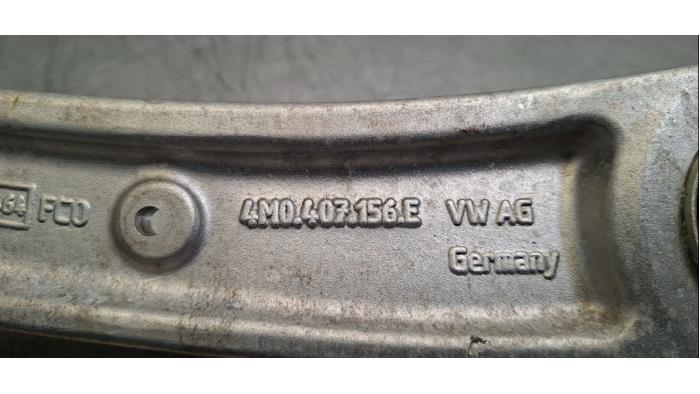 FCO
4M0.407.156.E VW AG
Germany